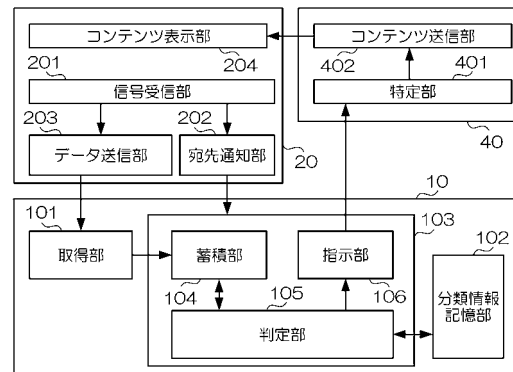 コンテンツ表示部
204
201
信号受信部
203
202
データ送信部
宛先通知部
20
コンテンツ送信部
402
401
特定部
40
10
101
取得部
103
蓄積部
104
指示部
106
105
判定部
102
分類情報
記憶部